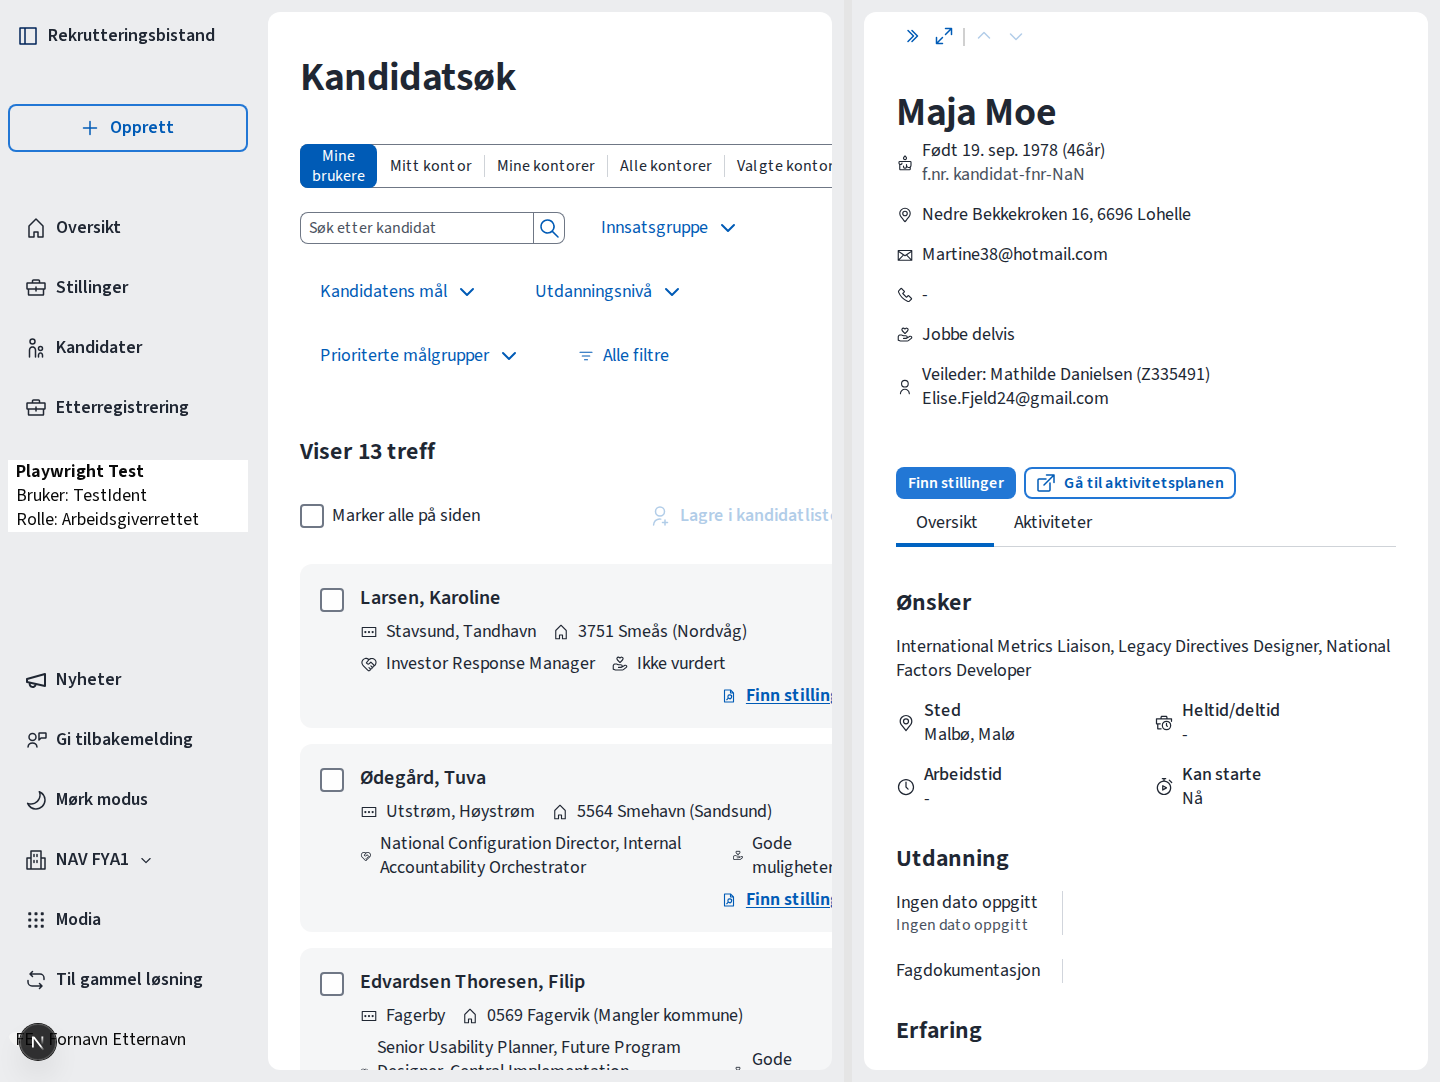 Rekrutteringsbistand
Opprett
Oversikt
Stillinger
Kandidater
Etterregistrering
Playwright Test
Bruker: TestIdent
Rolle: Arbeidsgiverrettet
Nyheter
Gi tilbakemelding
Mørk modus
NAV FYA1
Modia
Til gammel løsning
Fornavn Etternavn
Kandidatsøk
Mine brukere
Mitt kontor
Mine kontorer
Alle kontorer
Valgte kontor
Søk etter kandidat
Innsatsgruppe
Kandidatens mål
Utdanningsnivå
Prioriterte målgrupper
Alle filtre
Viser 13 treff
Marker alle på siden
Lagre i kandidatliste
Larsen, Karoline
Stavsund, Tandhavn
3751 Smeås (Nordvåg)
Investor Response Manager
Ikke vurdert
Finn stilling
Ødegård, Tuva
Utstrøm, Høystrøm
5564 Smehavn (Sandsund)
National Configuration Director, Internal
Accountability Orchestrator
Gode
muligheter
Finn stilling
Edvardsen Thoresen, Filip
Fagerby
0569 Fagervik (Mangler kommune)
Senior Usability Planner, Future Program
Designer, Central Implementation
Gode
Maja Moe
Født 19. sep. 1978 (46år)
f.nr. kandidat-fnr-NaN
Nedre Bekkekroken 16, 6696 Lohelle
Martine38@hotmail.com
-
Jobbe delvis
Veileder: Mathilde Danielsen (Z335491)
Elise.Fjeld24@gmail.com
Finn stillinger
Gå til aktivitetsplanen
Oversikt
Aktiviteter
Ønsker
International Metrics Liaison, Legacy Directives Designer, National
Factors Developer
Sted
Malbø, Malø
Heltid/deltid
-
Arbeidstid
-
Kan starte
Nå
Utdanning
Ingen dato oppgitt
Ingen dato oppgitt
Fagdokumentasjon
Erfaring